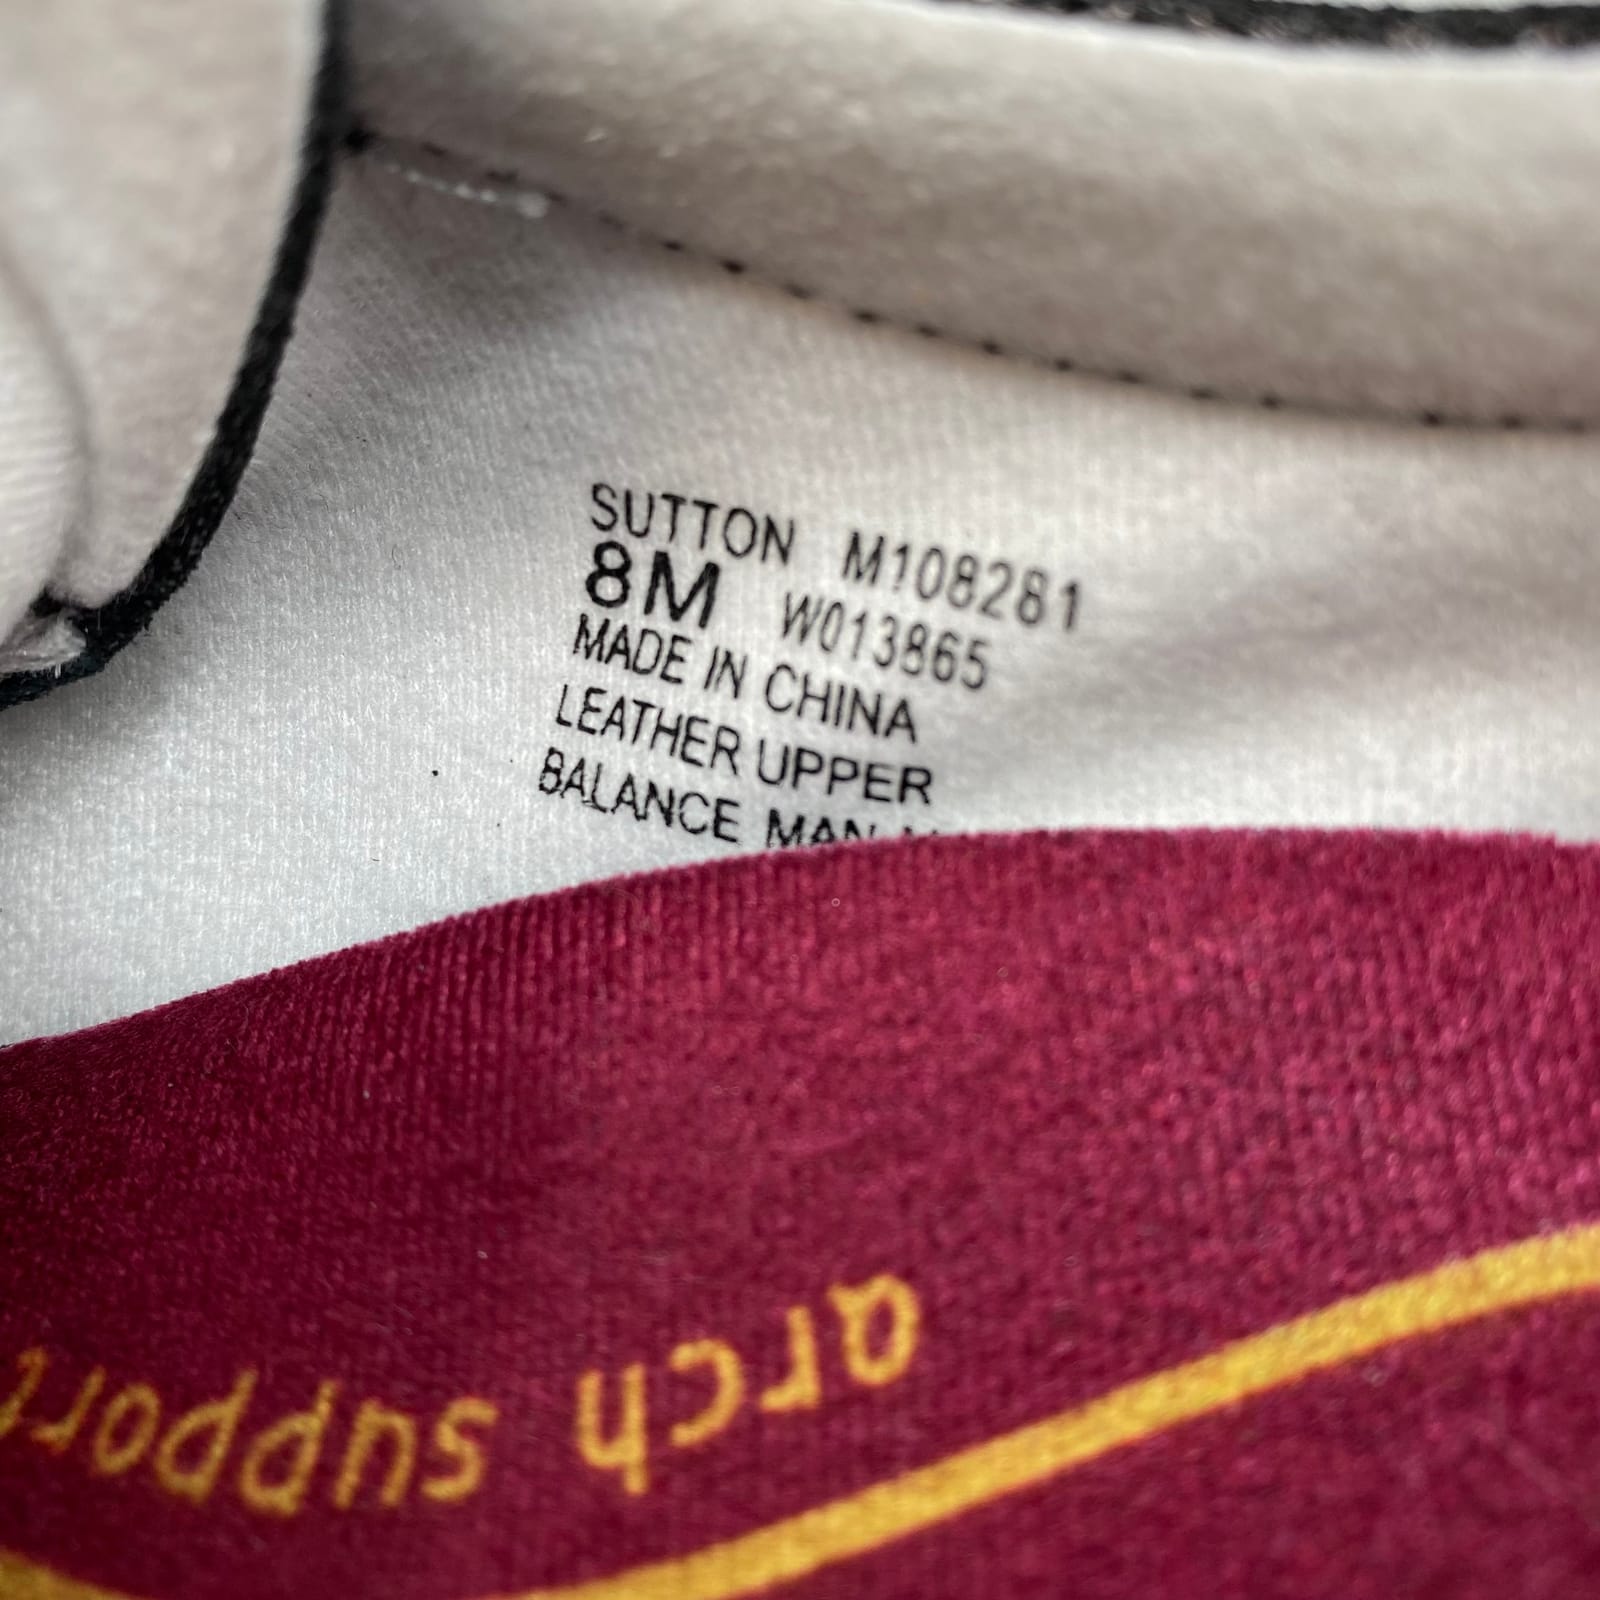 SUTTON M108281
8M W013865
MADE IN CHINA
LEATHER UPPER
BALANCE MAN
arch support